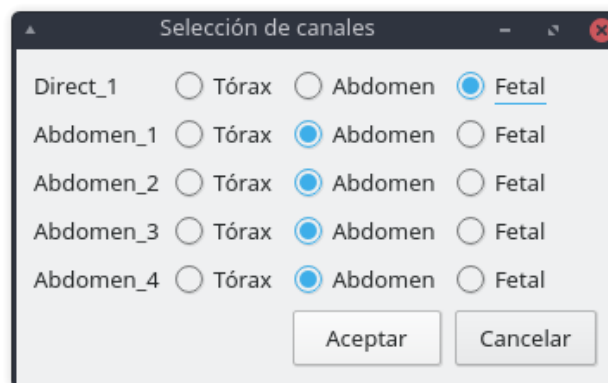 Selección de canales
Direct_1 Tórax Abdomen Fetal
Abdomen_1 Tórax Abdomen Fetal
Abdomen_2 Tórax Abdomen Fetal
Abdomen_3 Tórax Abdomen Fetal
Abdomen_4 Tórax Abdomen Fetal
Aceptar Cancelar